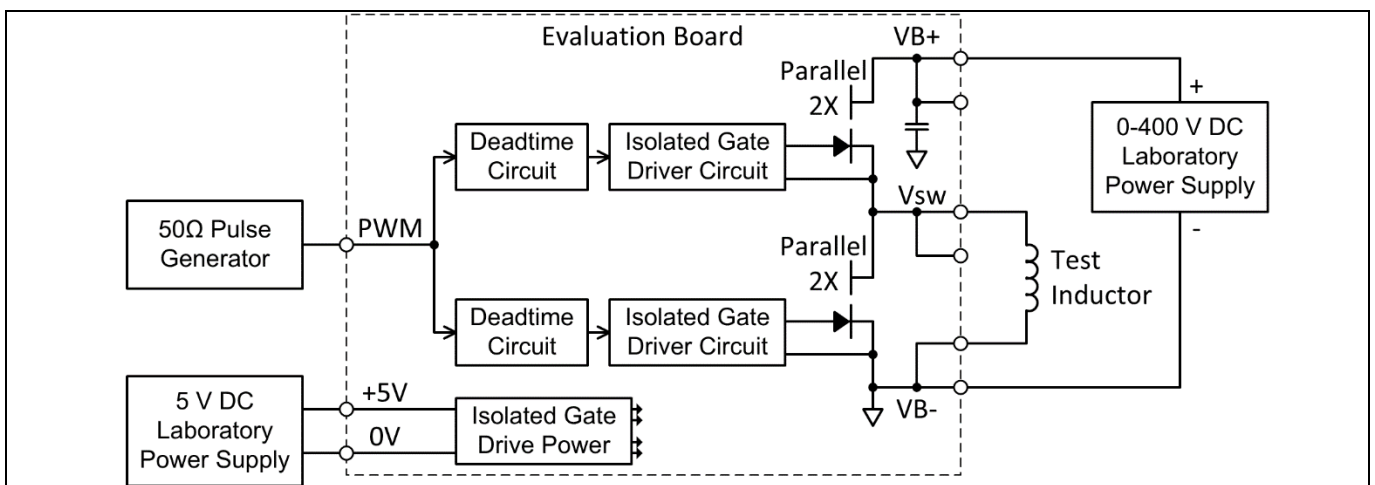 Evaluation Board
VB+
Parallel
2X
+
0-400 V DC
Laboratory
Power Supply
-
Deadtime
Circuit
Isolated Gate
Driver Circuit
Vsw
50Ω Pulse
Generator
PWM
Parallel
2X
Test
Inductor
Deadtime
Circuit
Isolated Gate
Driver Circuit
VB-
5 V DC
Laboratory
Power Supply
+5V
0V
Isolated Gate
Drive Power